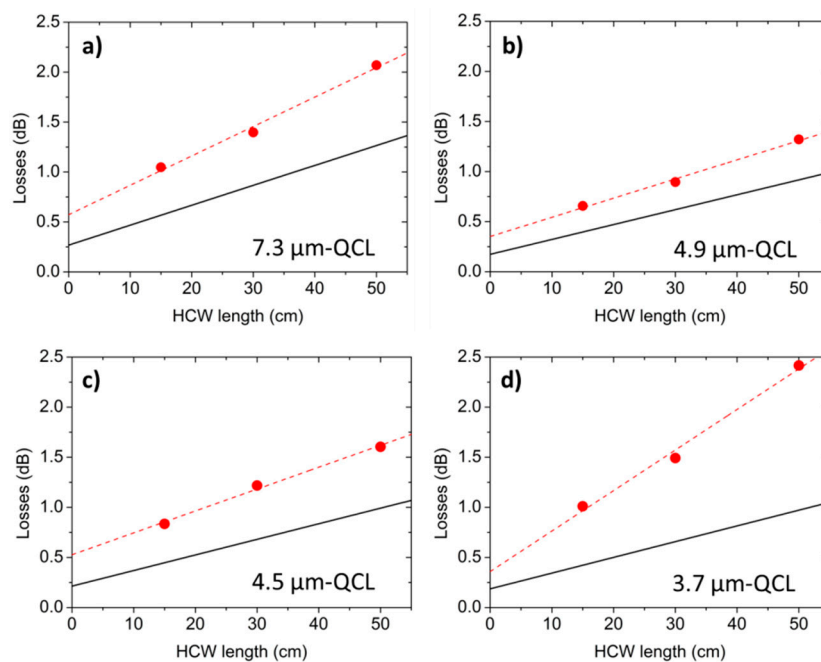 a)
2.5
2.0
1.5
1.0
0.5
0.0
Losses (dB)
7.3 µm-QCL
0 10 20 30 40 50
HCW length (cm)
b)
2.5
2.0
1.5
1.0
0.5
0.0
Losses (dB)
4.9 µm-QCL
0 10 20 30 40 50
HCW length (cm)
c)
2.5
2.0
1.5
1.0
0.5
0.0
Losses (dB)
4.5 µm-QCL
0 10 20 30 40 50
HCW length (cm)
d)
2.5
2.0
1.5
1.0
0.5
0.0
Losses (dB)
3.7 µm-QCL
0 10 20 30 40 50
HCW length (cm)